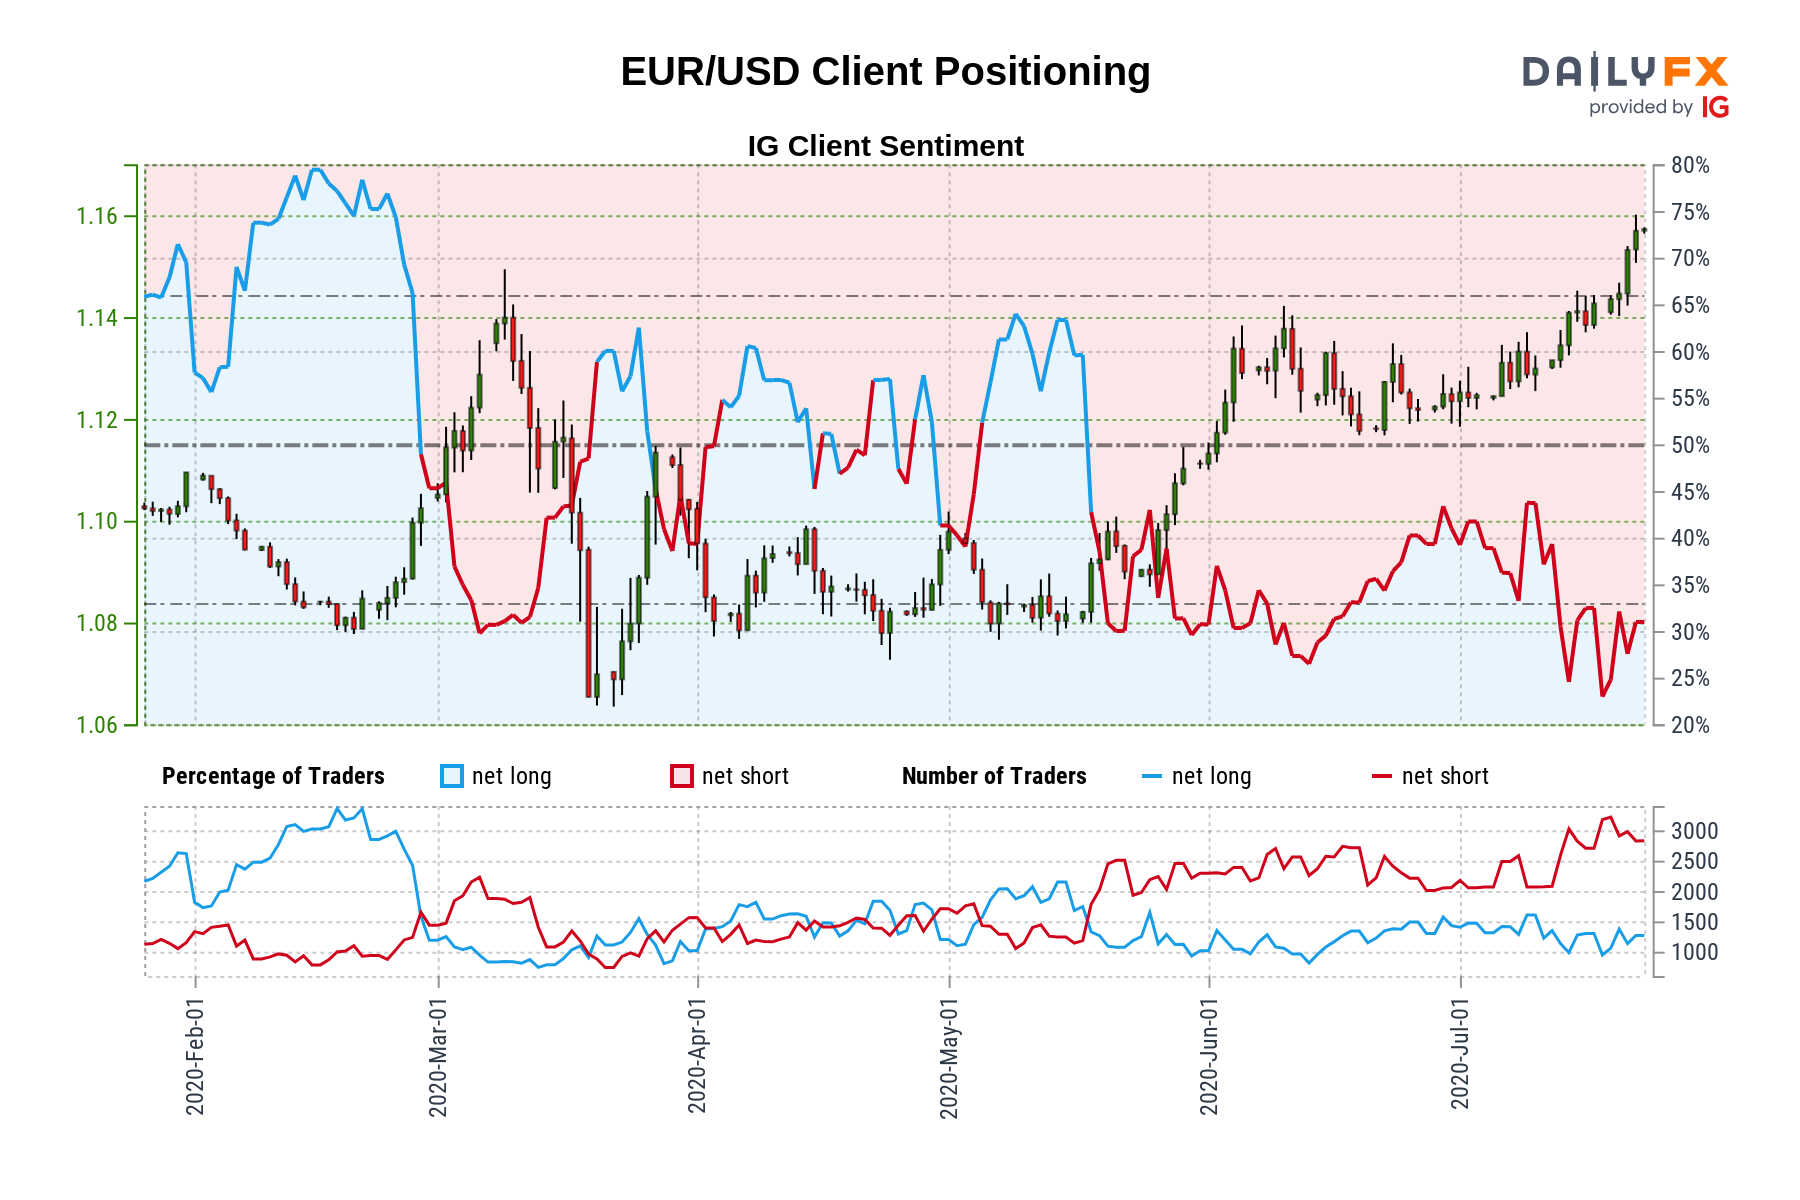 EUR/USD Client Positioning
DAILYFX
provided by IG
IG Client Sentiment
1.16
1.14
1.12
1.10
1.08
1.06
80%
75%
70%
65%
60%
55%
50%
45%
40%
35%
30%
25%
20%
Percentage of Traders net long net short Number of Traders net long net short
3000
2500
2000
1500
1000
2020-Feb-01
2020-Mar-01
2020-Apr-01
2020-May-01
2020-Jun-01
2020-Jul-01